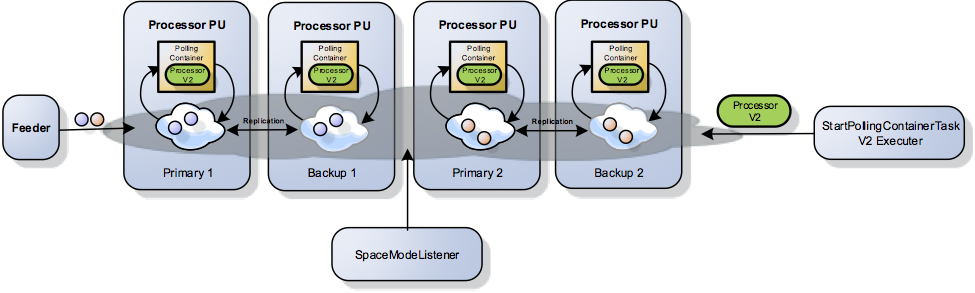 Processor PU
Polling
Container
Processor
V2
Primary 1
Processor PU
Polling
Container
Processor
V2
Backup 1
Processor PU
Polling
Container
Processor
V2
Primary 2
Processor PU
Polling
Container
Processor
V2
Backup 2
Feeder
Replication
Replication
Processor
V2
StartPollingContainerTask
V2 Executer
SpaceModeListener